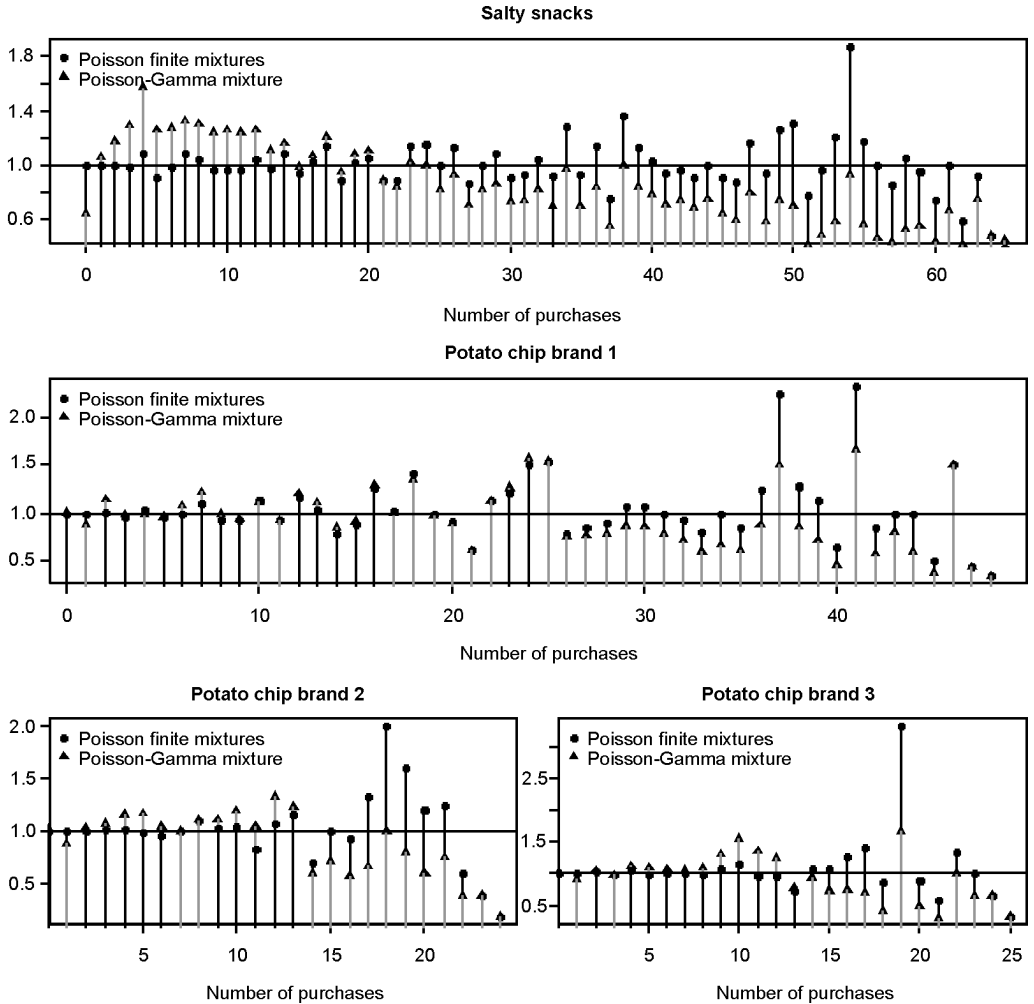 Salty snacks
Poisson finite mixtures
Poisson-Gamma mixture
1.8
1.4
1.0
0.6
0 10 20 30 40 50 60
Number of purchases
Potato chip brand 1
Poisson finite mixtures
Poisson-Gamma mixture
2.0
1.5
1.0
0.5
0 10 20 30 40
Number of purchases
Potato chip brand 2
Poisson finite mixtures
Poisson-Gamma mixture
2.0
1.5
1.0
0.5
5 10 15 20
Number of purchases
Potato chip brand 3
Poisson finite mixtures
Poisson-Gamma mixture
2.5
1.5
0.5
5 10 15 20 25
Number of purchases